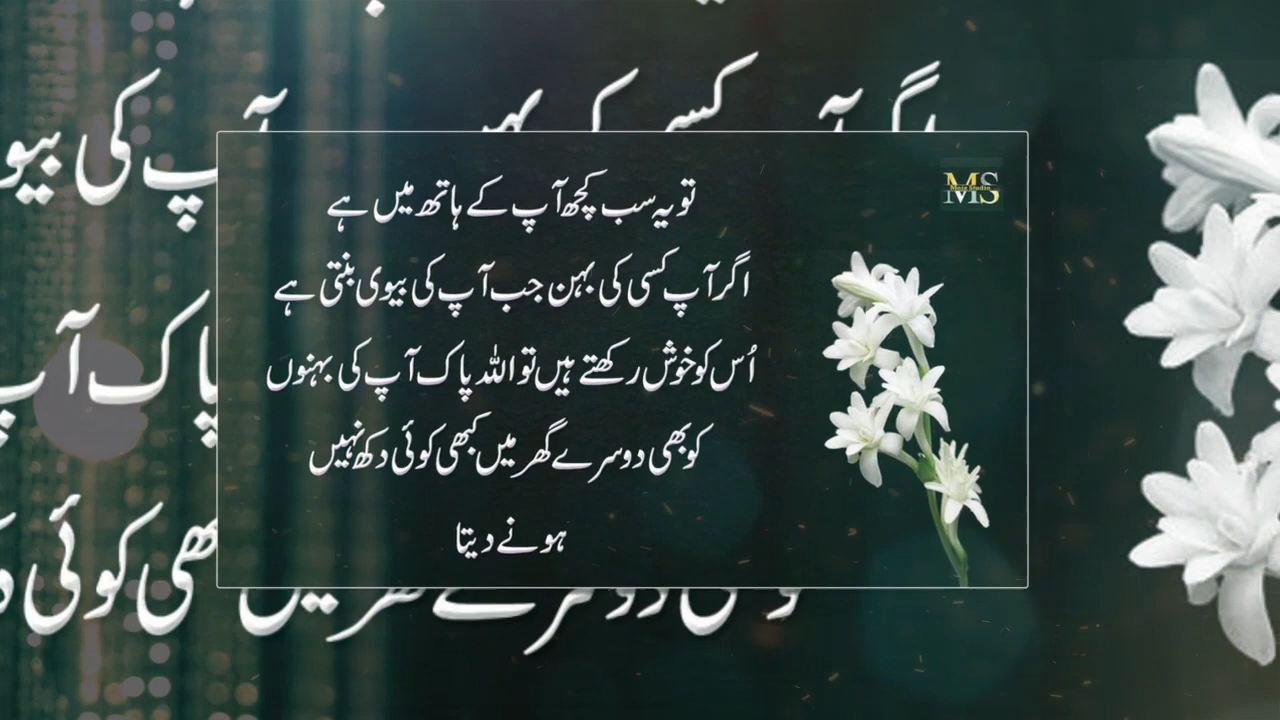 تو یہ سب کچھ آپ کے ہاتھ میں ہے
اگر آپ کسی کی بہن جب آپ کی بیوی بنتی ہے
اُس کو خوش رکھتے ہیں تو اللہ پاک آپ کی بہنوں
کو بھی دوسرے گھر میں کبھی کوئی دکھ نہیں
ہونے دیتا
MS